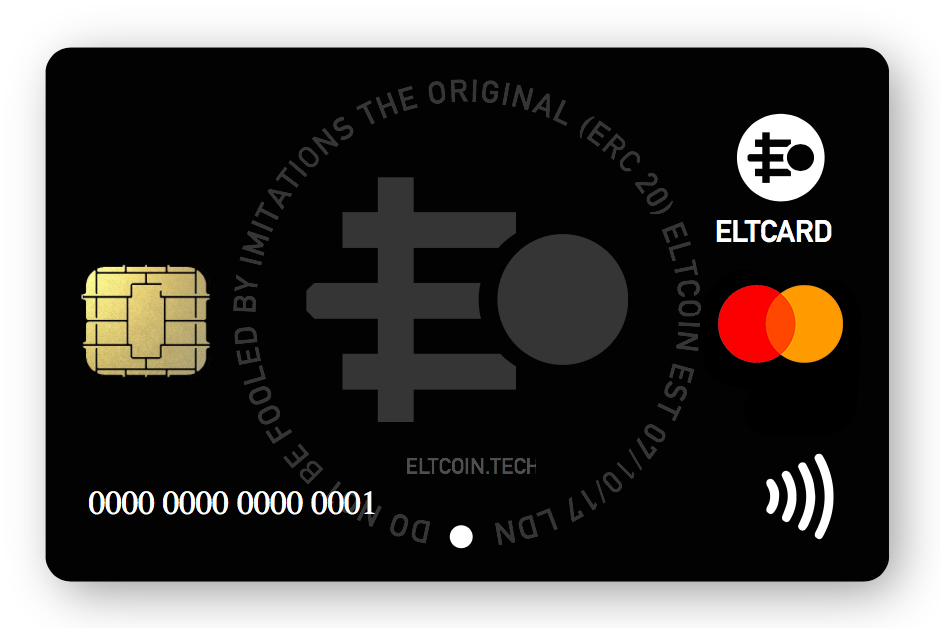 DO NOT BE FOOLED BY IMITATIONS THE ORIGINAL (ERC 20) ELTCOIN EST 07/10/17 LDN
ELTCARD
ELTCOIN.TECH
0000 0000 0000 0001